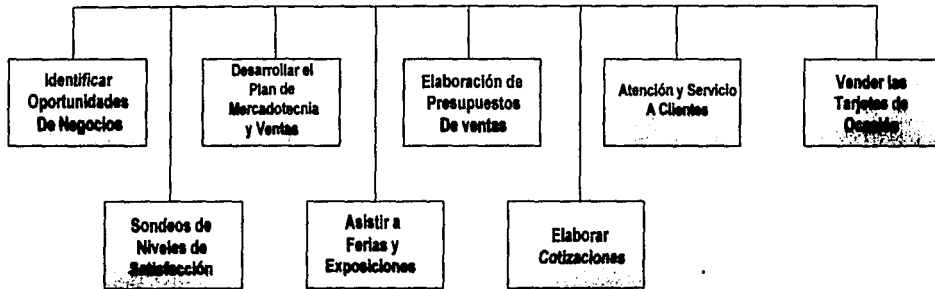 Identificar
Oportunidades
De Negocios
Desarrollar el
Plan de
Mercadotecnia
y Ventas
Elaboración de
Presupuestos
De ventas
Atención y Servicio
A Clientes
Vender las
Tarjetas de
Ocasión
Sondeos de
Niveles de
Satisfacción
Asistir a
Ferias y
Exposiciones
Elaborar
Cotizaciones